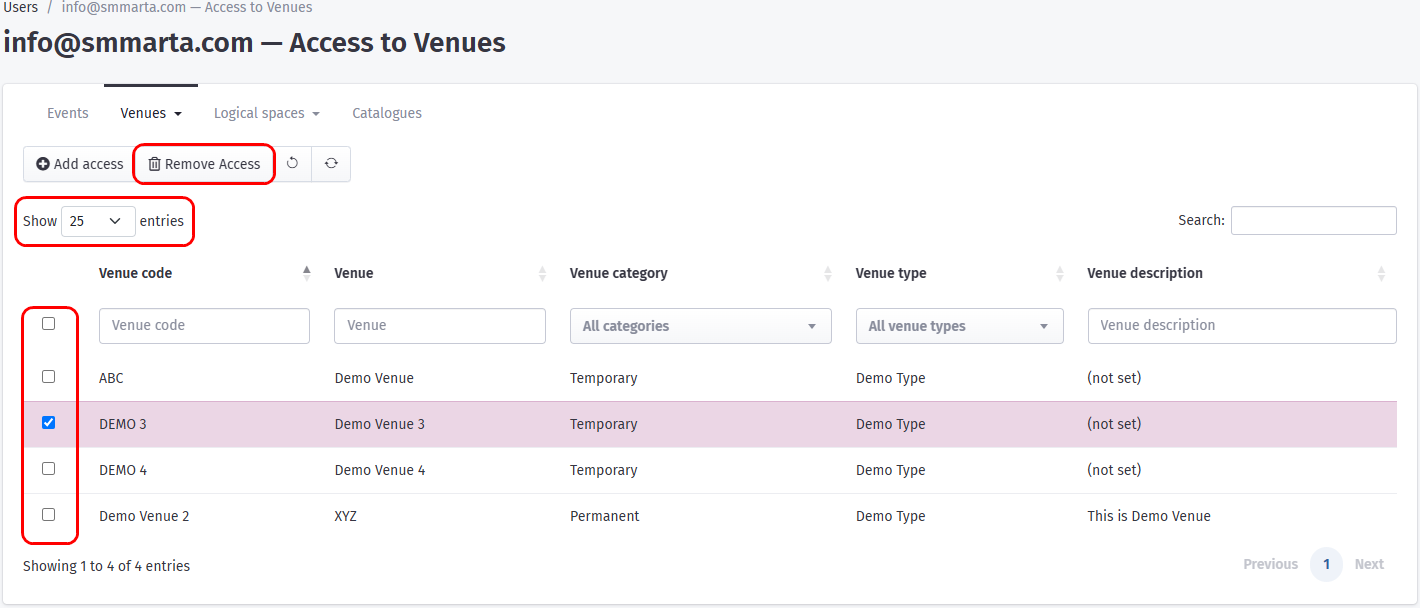 Users / info@smmarta.com — Access to Venues
info@smmarta.com — Access to Venues
Events Venues Logical spaces Catalogues
Add access Remove Access
Show 25 entries Search:
Venue code Venue Venue category Venue type Venue description
Venue code Venue All categories All venue types Venue description
ABC Demo Venue Temporary Demo Type (not set)
DEMO 3 Demo Venue 3 Temporary Demo Type (not set)
DEMO 4 Demo Venue 4 Temporary Demo Type (not set)
Demo Venue 2 XYZ Permanent Demo Type This is Demo Venue
Showing 1 to 4 of 4 entries Previous 1 Next